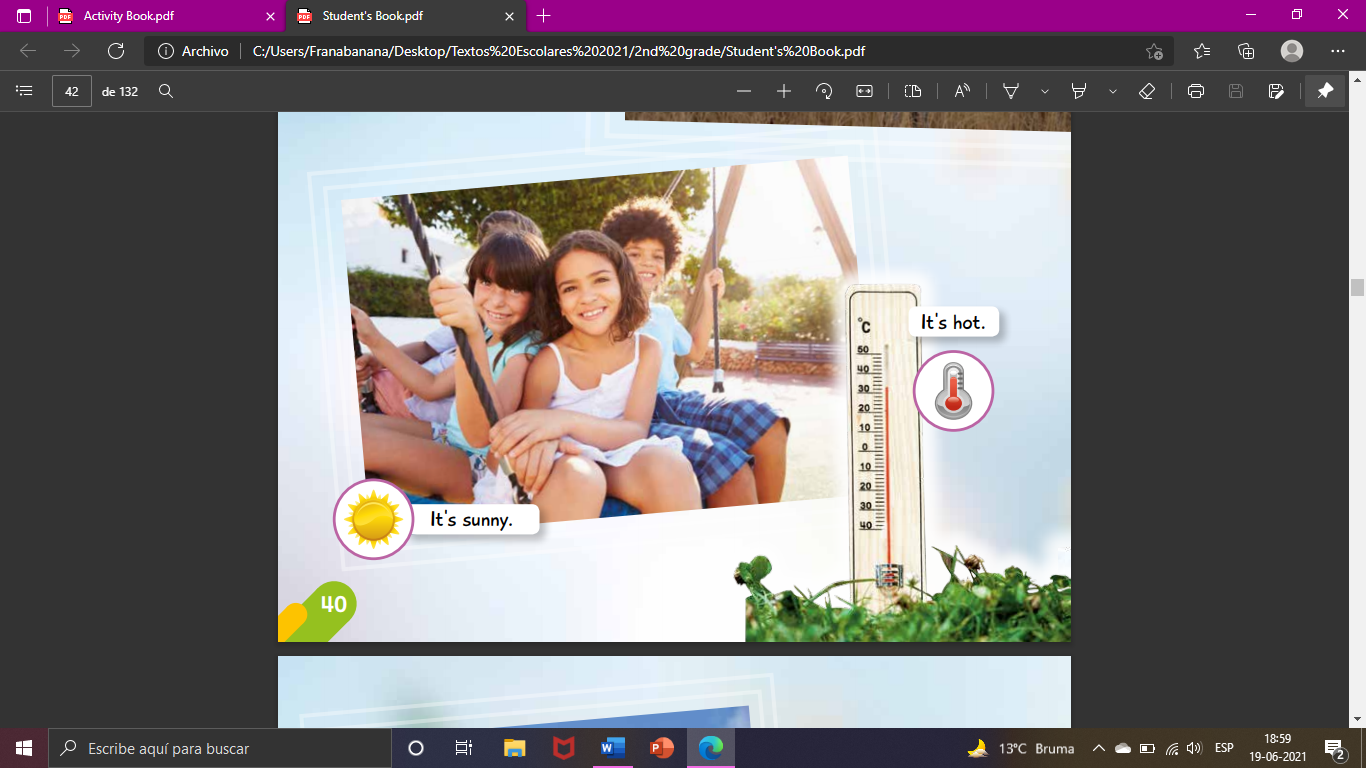 Activity Book.pdf
Student's Book.pdf
Archivo
C:/Users/Franabanana/Desktop/Textos%20Escolares%202021/2nd%20grade/Student's%20Book.pdf
42 de 132
It's hot.
°C
50
40
30
20
10
0
10
20
30
40
It's sunny.
40
Escribe aquí para buscar
13°C Bruma
ESP
18:59
19-06-2021
2